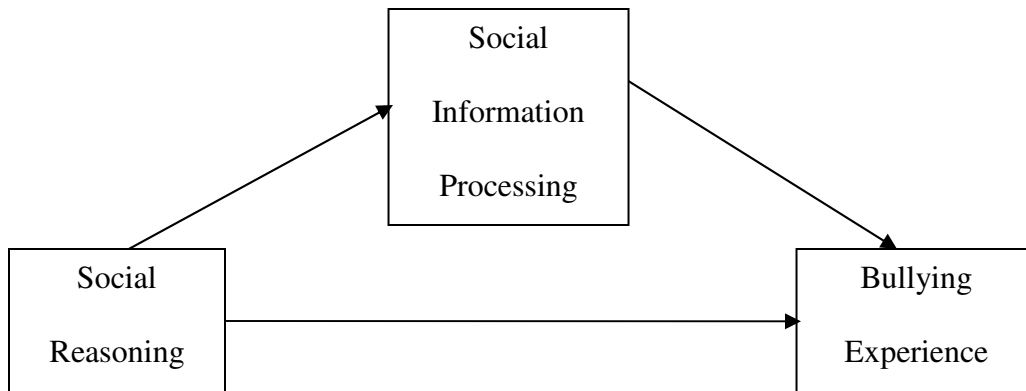 Social
Information
Processing
Social
Reasoning
Bullying
Experience